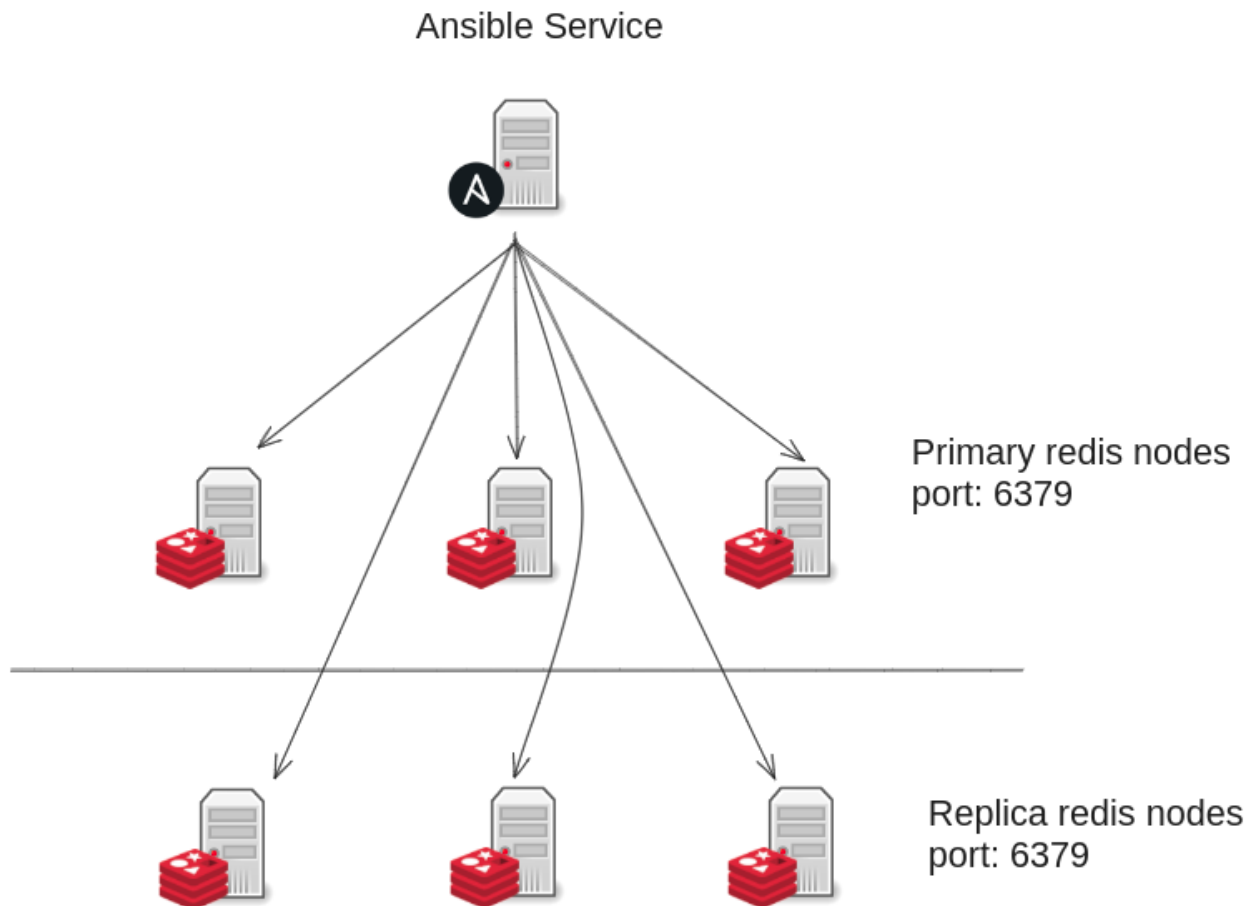 Ansible Service
Primary redis nodes
port: 6379
Replica redis nodes
port: 6379